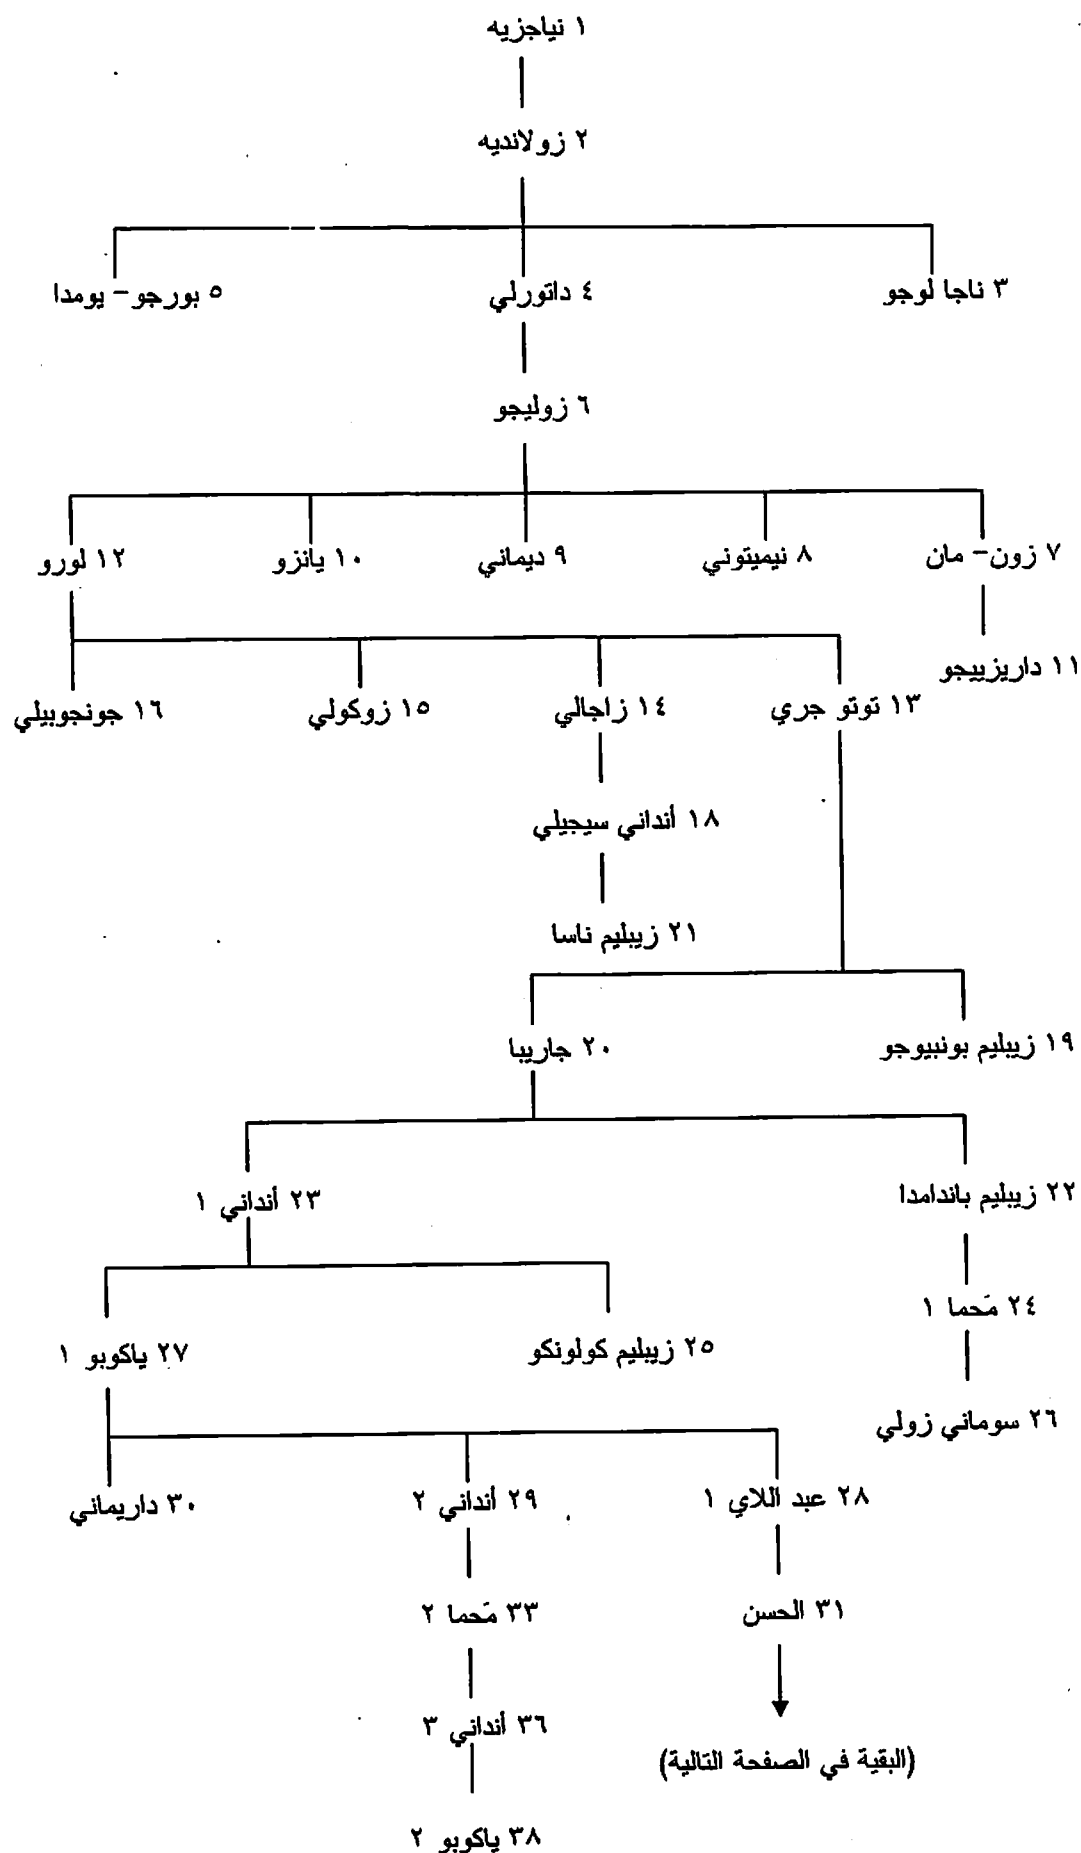 ١ نياجزيه
٢ زولانديه
٣ ناجا لوجو
٤ داتورلي
٥ بورجو- يومدا
٦ زوليجو
٧ زون- مان
٨ نيميتوني
٩ ديماني
١٠ يانزو
١٢ لورو
١١ داريزييجو
١٣ توتو جري
١٤ زاجالي
١٥ زوكولي
١٦ جونجوبيلي
١٨ أنداني سيجيلي
٢١ زيبليم ناسا
١٩ زيبليم بونبيوجو
٢٠ جاريبا
٢٢ زيبليم باندامدا
٢٣ أنداني ١
٢٤ محما ١
٢٥ زيبليم كولونكو
٢٧ ياكوبو ١
٢٦ سوماني زولي
٢٨ عبد اللاي ١
٢٩ أنداني ٢
٣٠ داريماني
٣١ الحسن
٣٣ محما ٢
٣٦ أنداني ٣
(البقية في الصفحة التالية)
٣٨ ياكوبو ٢